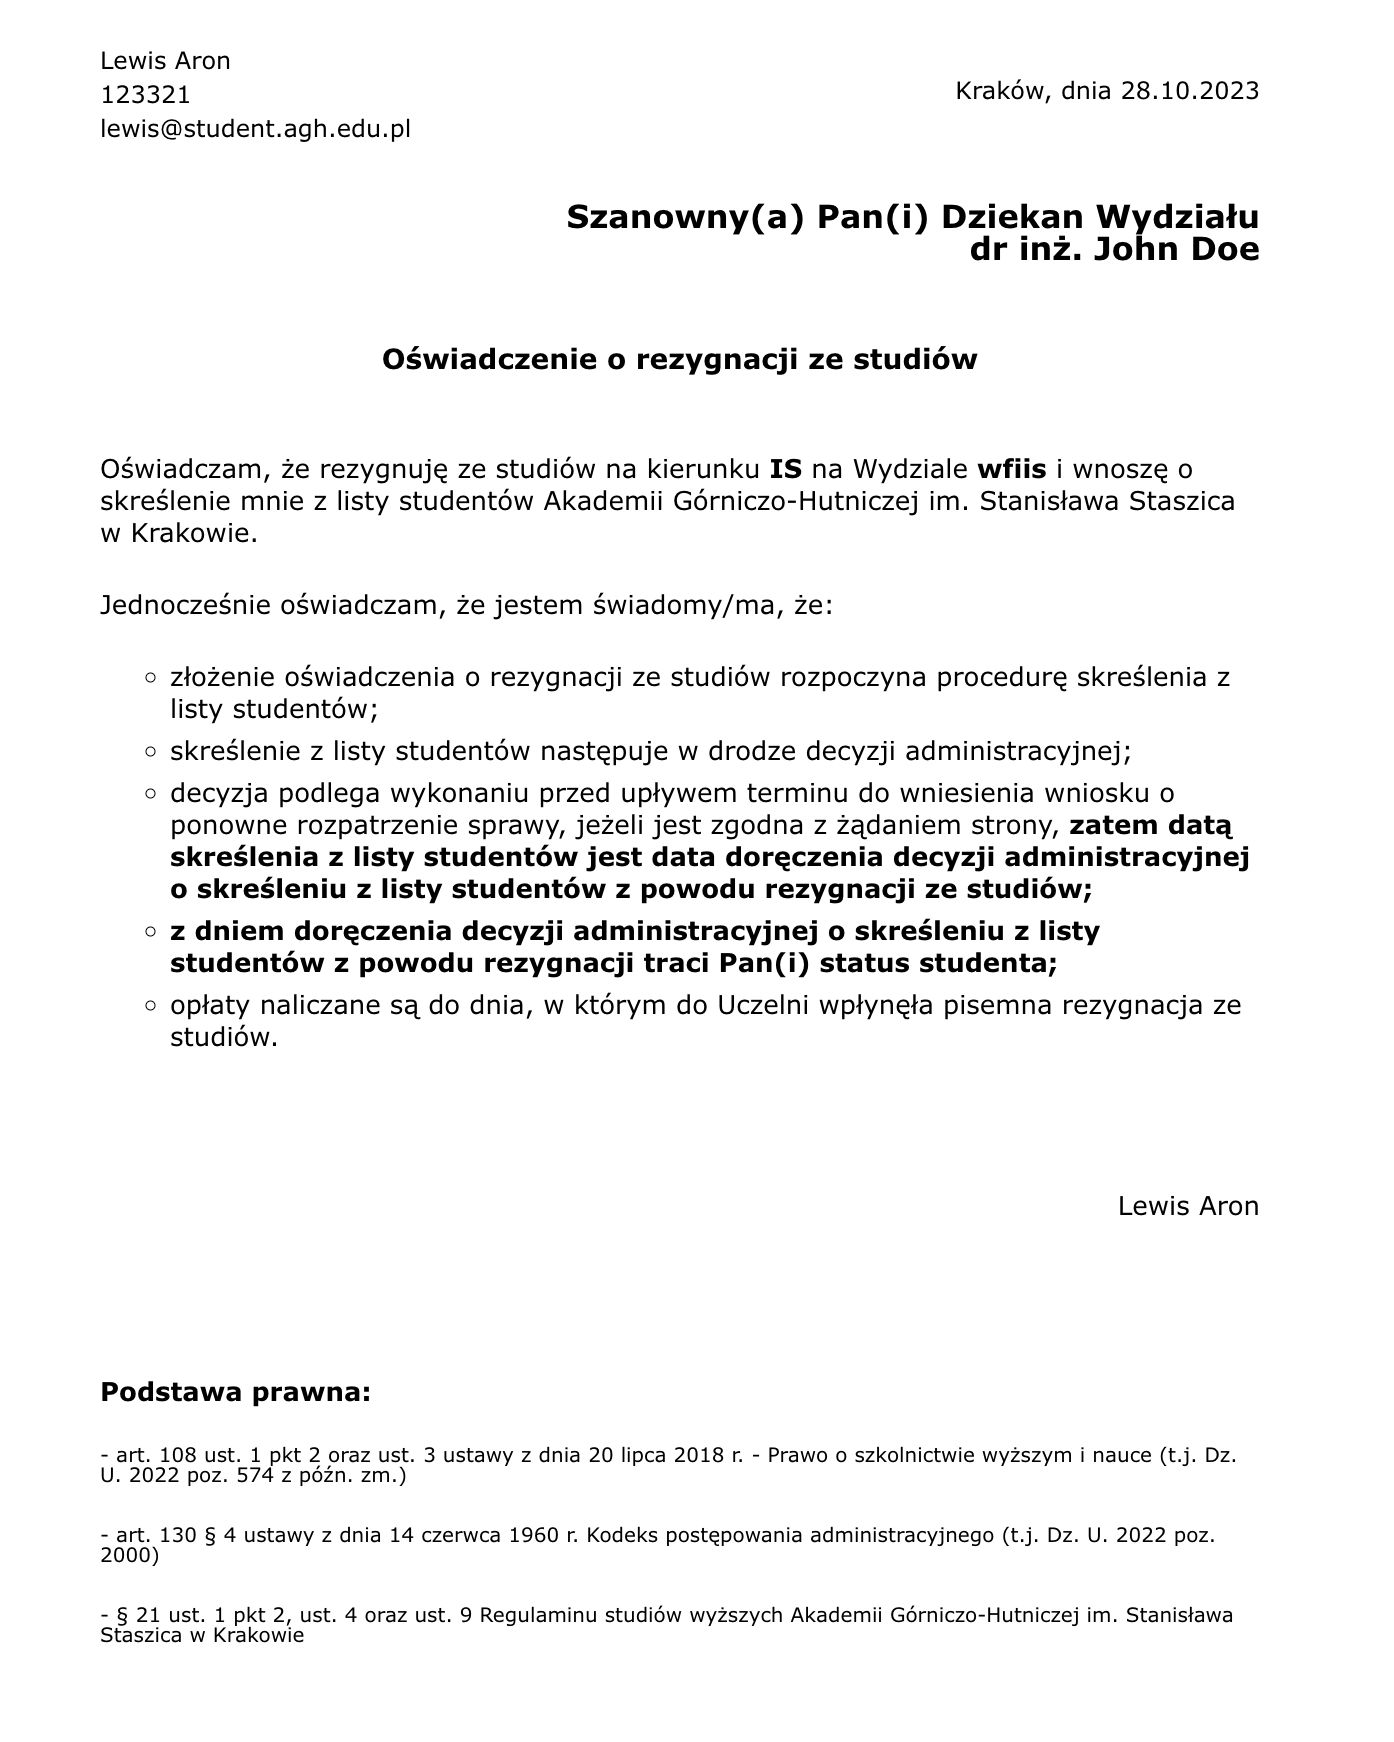 Lewis Aron
123321
lewis@student.agh.edu.pl
Kraków, dnia 28.10.2023
Szanowny(a) Pan(i) Dziekan Wydziału
dr inż. John Doe
Oświadczenie o rezygnacji ze studiów
Oświadczam, że rezygnuję ze studiów na kierunku IS na Wydziale wfiis i wnoszę o
skreślenie mnie z listy studentów Akademii Górniczo-Hutniczej im. Stanisława Staszica
w Krakowie.
Jednocześnie oświadczam, że jestem świadomy/ma, że:
◦ złożenie oświadczenia o rezygnacji ze studiów rozpoczyna procedurę skreślenia z
listy studentów;
◦ skreślenie z listy studentów następuje w drodze decyzji administracyjnej;
◦ decyzja podlega wykonaniu przed upływem terminu do wniesienia wniosku o
ponowne rozpatrzenie sprawy, jeżeli jest zgodna z żądaniem strony, zatem datą
skreślenia z listy studentów jest data doręczenia decyzji administracyjnej
o skreśleniu z listy studentów z powodu rezygnacji ze studiów;
◦ z dniem doręczenia decyzji administracyjnej o skreśleniu z listy
studentów z powodu rezygnacji traci Pan(i) status studenta;
◦ opłaty naliczane są do dnia, w którym do Uczelni wpłynęła pisemna rezygnacja ze
studiów.
Lewis Aron
Podstawa prawna:
- art. 108 ust. 1 pkt 2 oraz ust. 3 ustawy z dnia 20 lipca 2018 r. - Prawo o szkolnictwie wyższym i nauce (t.j. Dz.
U. 2022 poz. 574 z późn. zm.)
- art. 130 § 4 ustawy z dnia 14 czerwca 1960 r. Kodeks postępowania administracyjnego (t.j. Dz. U. 2022 poz.
2000)
- § 21 ust. 1 pkt 2, ust. 4 oraz ust. 9 Regulaminu studiów wyższych Akademii Górniczo-Hutniczej im. Stanisława
Staszica w Krakowie